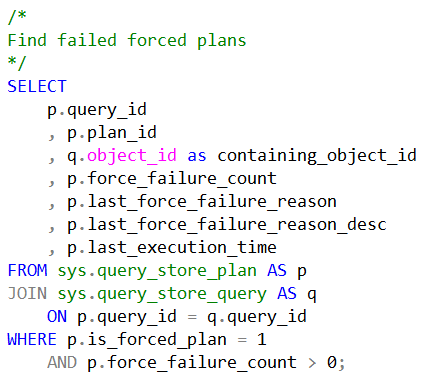 /*
Find failed forced plans
*/
SELECT
    p.query_id
    , p.plan_id
    , q.object_id as containing_object_id
    , p.force_failure_count
    , p.last_force_failure_reason
    , p.last_force_failure_reason_desc
    , p.last_execution_time
FROM sys.query_store_plan AS p
JOIN sys.query_store_query AS q
    ON p.query_id = q.query_id
WHERE p.is_forced_plan = 1
    AND p.force_failure_count > 0;